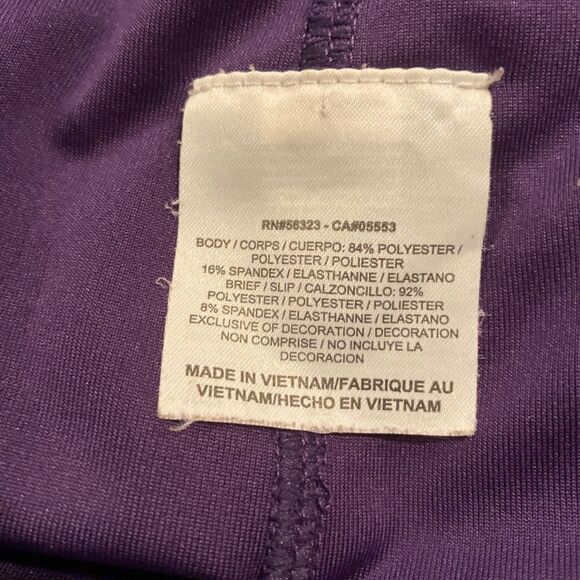 RN#56323 - CA#05553
BODY / CORPS / CUERPO: 84% POLYESTER /
POLYESTER / POLIESTER
16% SPANDEX / ELASTHANNE / ELASTANO
BRIEF / SLIP / CALZONCILLO: 92%
POLYESTER / POLYESTER / POLIESTER
8% SPANDEX / ELASTHANNE / ELASTANO
EXCLUSIVE OF DECORATION / DECORATION
NON COMPRISE / NO INCLUYE LA
DECORACION
MADE IN VIETNAM/FABRIQUE AU
VIETNAM/HECHO EN VIETNAM